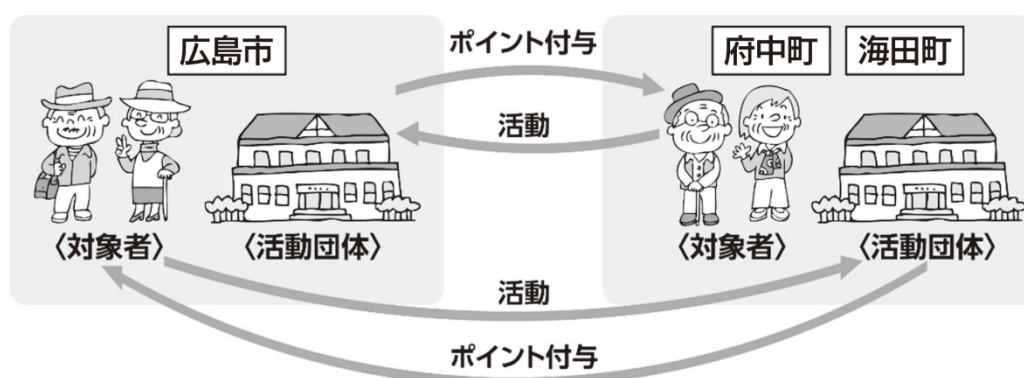 広島市
ポイント付与
府中町
海田町
活動
〈対象者〉
〈活動団体〉
〈対象者〉
〈活動団体〉
活動
ポイント付与